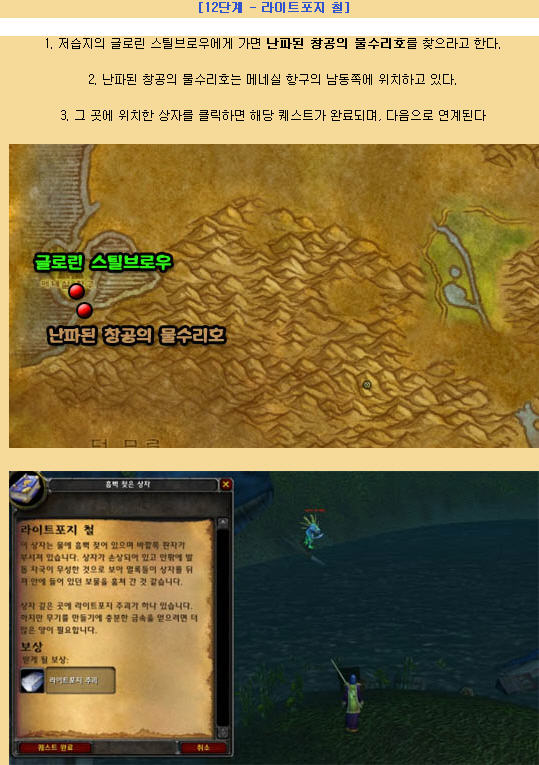 [12단계 - 라이트포지 철]
1. 저습지의 글로린 스틸브로우에게 가면 난파된 창공의 물수리호를 찾으라고 한다.
2. 난파된 창공의 물수리호는 메네실 항구의 남동쪽에 위치하고 있다.
3. 그 곳에 위치한 상자를 클릭하면 해당 퀘스트가 완료되며, 다음으로 연계된다
글로린 스틸브로우
난파된 창공의 물수리호
흠뻑 젖은 상자
라이트포지 철
이 상자는 물에 흠뻑 젖어 있으며 바깥쪽 판자가
부서져 있습니다. 상자가 손상되어 있고 안팎에 발
동 자국이 무성한 것으로 보아 멀록들이 상자를 뒤
져 안에 들어 있던 보물을 훔쳐 간 것 같습니다.
상자 깊은 곳에 라이트포지 주괴가 하나 있습니다.
하지만 무기를 만들기에 충분한 금속을 얻으려면 더
많은 양이 필요합니다.
보상
받게 될 보상:
라이트포지 주괴
퀘스트 완료
취소